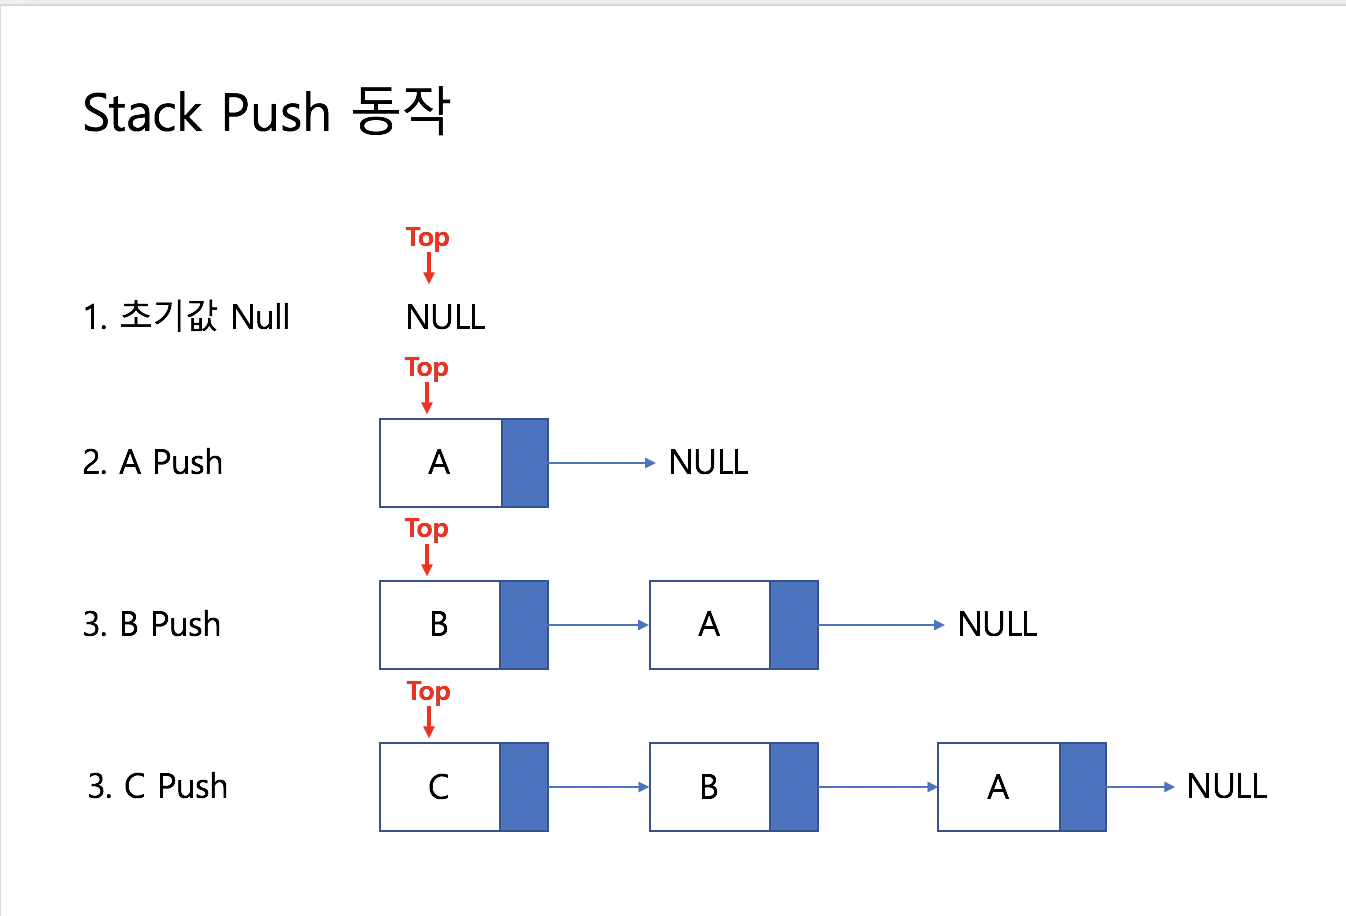 Stack Push 동작
Top
1. 초기값 Null NULL
Top
2. A Push A NULL
Top
3. B Push B A NULL
Top
3. C Push C B A NULL